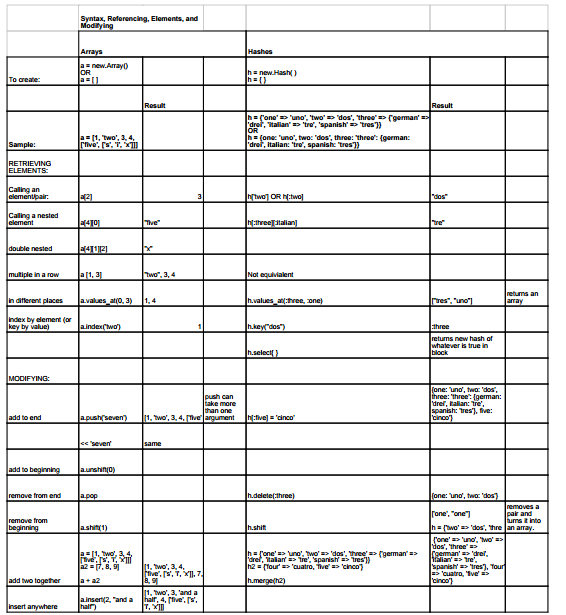 Syntax, Referencing, Elements, and
Modifying
Arrays
Hashes
To create:
a = new.Array()
OR
a = [ ]
h = new.Hash( )
h = { }
Result
Result
Sample:
a = [1, 'two', 3, 4,
['five', ['s', 'i', 'x']]]
h = {'one' => 'uno', 'two' => 'dos', 'three' => {'german' =>
'drei', 'italian' => 'tre', 'spanish' => 'tres'}}
OR
h = {one: 'uno', two: 'dos', three: 'three': {german:
'drei', italian: 'tre', spanish: 'tres'}}
RETRIEVING
ELEMENTS:
Calling an
element/pair:
a[2]
3
h['two'] OR h[:two]
"dos"
Calling a nested
element
a[4][0]
"five"
h[:three][:italian]
"tre"
double nested
a[4][1][2]
"x"
multiple in a row
a [1, 3]
"two", 3, 4
Not equivialent
in different places
a.values_at(0, 3)
1, 4
h.values_at(:three, :one)
["tres", "uno"]
returns an
array
index by element (or
key by value)
a.index('two')
1
h.key("dos")
:three
h.select( )
returns new hash of
whatever is true in
block
MODIFYING:
add to end
a.push('seven')
[1, 'two', 3, 4, ['five'
push can
take more
than one
argument
h[:five] = 'cinco'
{one: 'uno', two: 'dos',
three: 'three': {german:
'drei', italian: 'tre',
spanish: 'tres'}, five:
'cinco'}
<< 'seven'
same
add to beginning
a.unshift(0)
remove from end
a.pop
h.delete(:three)
{one: 'uno', two: 'dos'}
remove from
beginning
a.shift(1)
h.shift
['one', "one"]
h = {'two' => 'dos', 'thre
removes a
pair and
turns it into
an array.
add two together
a = [1, 'two', 3, 4,
['five', ['s', 'i', 'x']]]
a2 = [7, 8, 9]
a + a2
[1, 'two', 3, 4,
['five', ['s', 'i', 'x']], 7,
8, 9]
h = {'one' => 'uno', 'two' => 'dos', 'three' => {'german' =>
'drei', 'italian' => 'tre', 'spanish' => 'tres'}}
h2 = {'four' => 'cuatro, 'five' => 'cinco'}
h.merge(h2)
{'one' => 'uno', 'two' =>
'dos', 'three' =>
{'german' => 'drei',
'italian' => 'tre',
'spanish' => 'tres'}, 'four'
=> 'cuatro, 'five' =>
'cinco'}
insert anywhere
a.insert(2, "and a
half")
[1, 'two', 3, 'and a
half', 4, ['five', ['s',
'i', 'x']]]